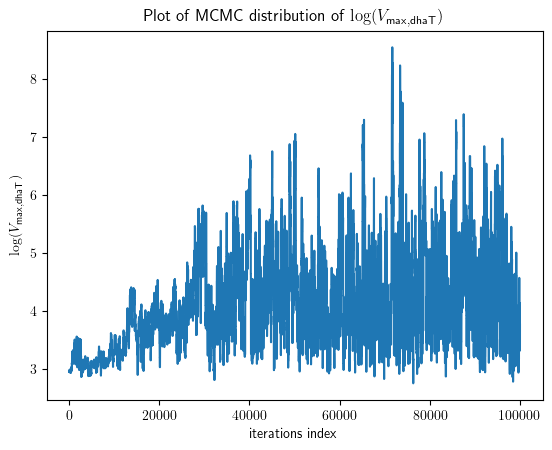 Plot of MCMC distribution of log(V_max,dhaT)
log(V_max,dhaT)
8
7
6
5
4
3
0 20000 40000 60000 80000 100000
iterations index